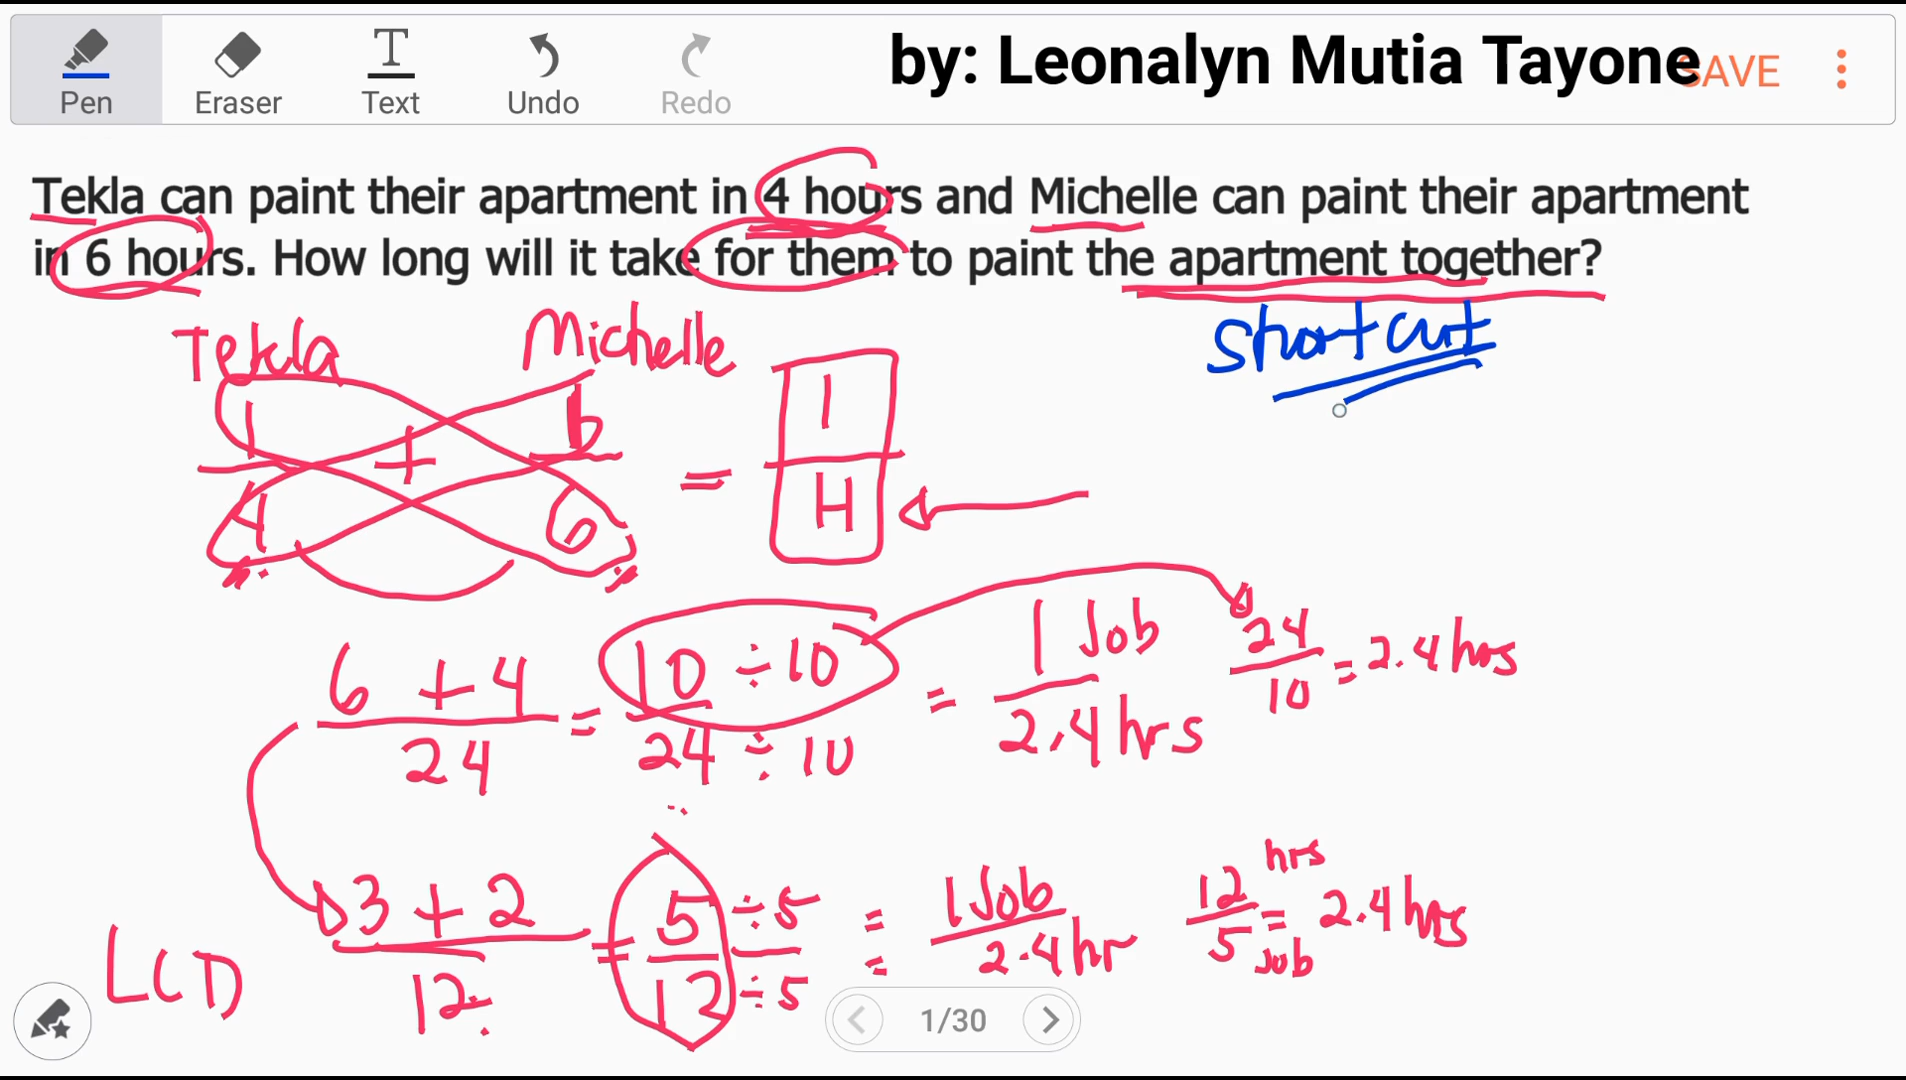 Pen Eraser Text Undo Redo by: Leonalyn Mutia Tayone SAVE
Tekla can paint their apartment in 4 hours and Michelle can paint their apartment
in 6 hours. How long will it take for them to paint the apartment together?
Shortcut
Tekla Michelle
1/4 + 1/6 = 1/H
6 + 4/24 = 10 ÷ 10/24 ÷ 10 = 1 Job/2.4 hrs 24/10 = 2.4 hrs
LCD 3 + 2/12 = 5 ÷5/12 ÷5 = 1 Job/2.4 hr 12 hrs/5 Job = 2.4 hrs
1/30